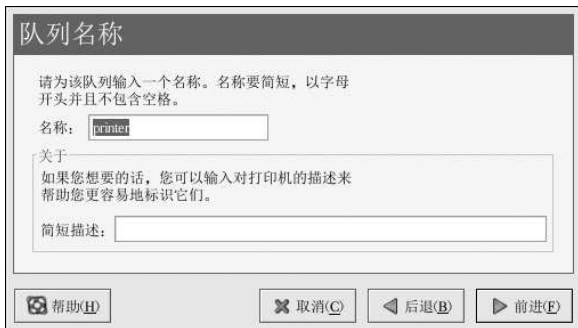 队列名称
请为该队列输入一个名称。名称要简短，以字母
开头并且不包含空格。
名称： printer
关于
如果您想要的话，您可以输入对打印机的描述来
帮助您更容易地标识它们。
简短描述：
帮助(H) 取消(C) 后退(B) 前进(F)